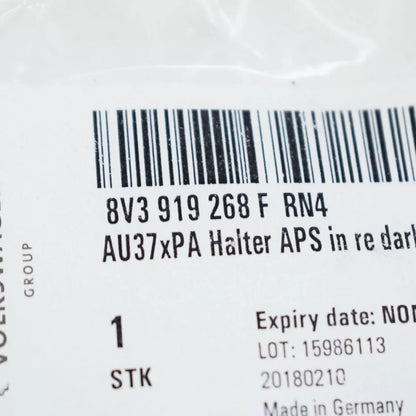 8V3 919 268 F RN4
AU37xPA Halter APS in re dark
1
STK
Expiry date: NON
LOT: 15986113
20180210
Made in Germany
GROUP